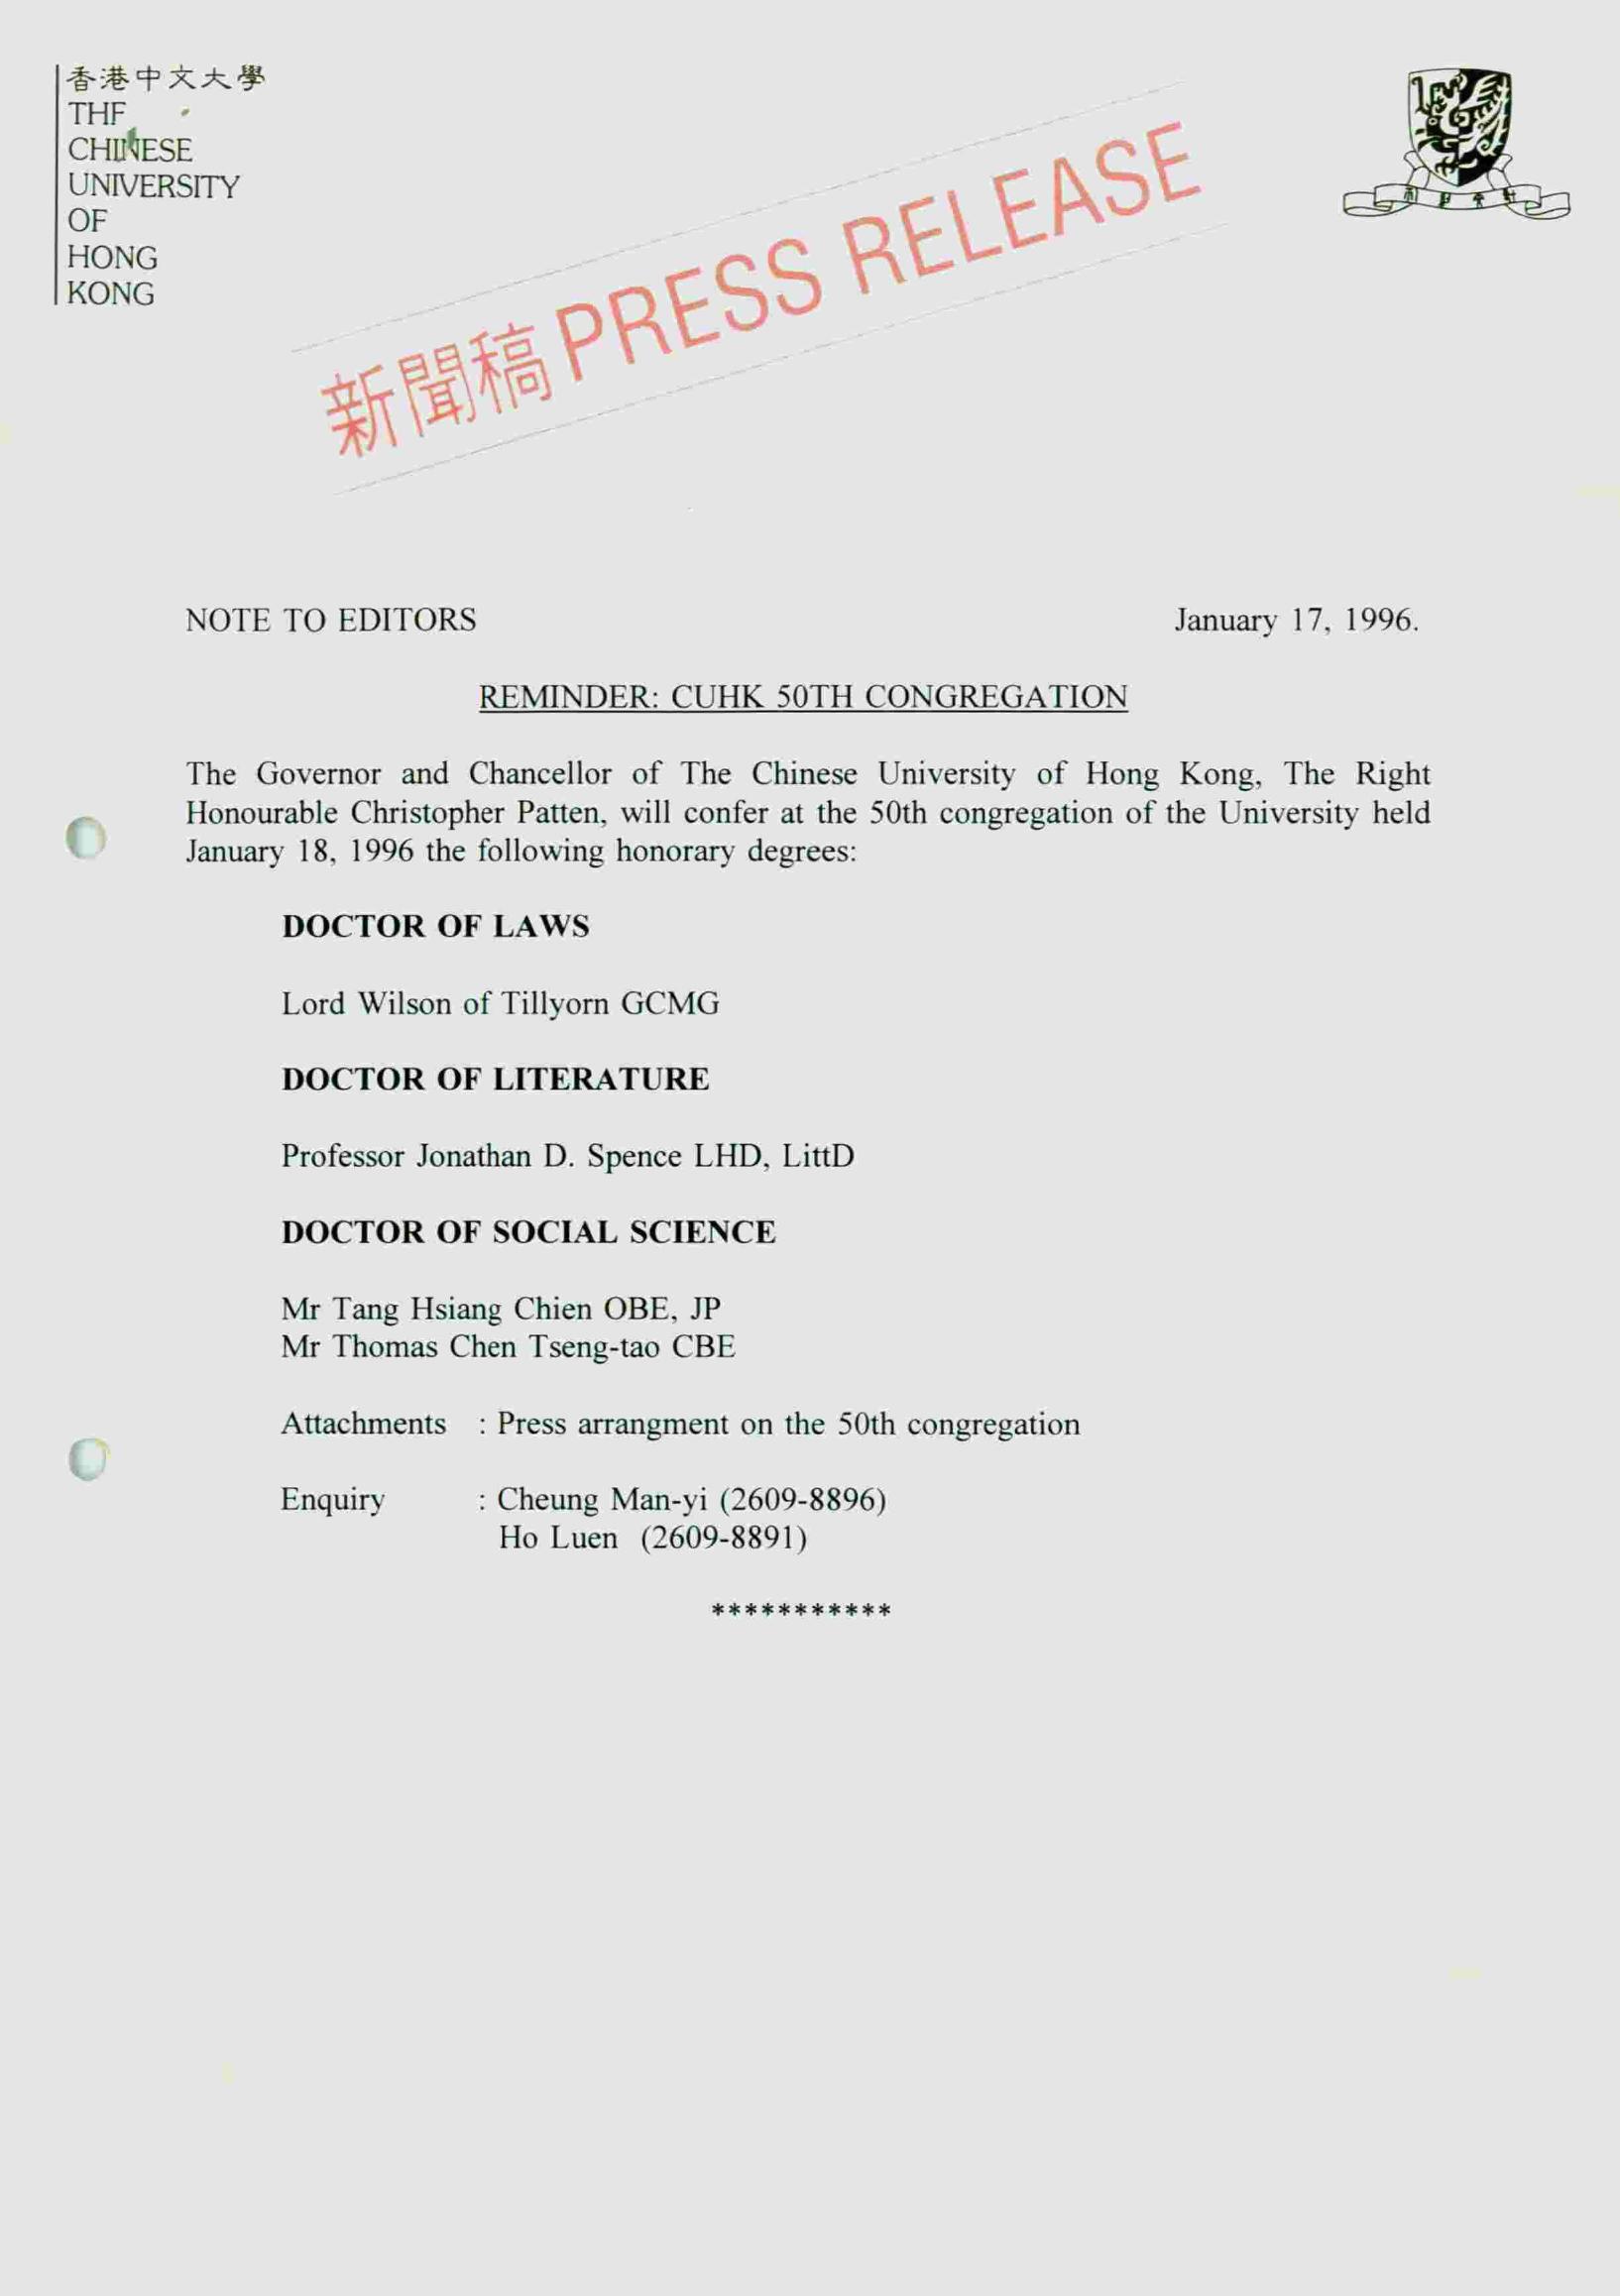 香港中文大學
THE
CHINESE
UNIVERSITY
OF
HONG
KONG
新聞稿 PRESS RELEASE
NOTE TO EDITORS January 17, 1996.
REMINDER: CUHK 50TH CONGREGATION
The Governor and Chancellor of The Chinese University of Hong Kong, The Right
Honourable Christopher Patten, will confer at the 50th congregation of the University held
January 18, 1996 the following honorary degrees:
DOCTOR OF LAWS
Lord Wilson of Tillyorn GCMG
DOCTOR OF LITERATURE
Professor Jonathan D. Spence LHD, LittD
DOCTOR OF SOCIAL SCIENCE
Mr Tang Hsiang Chien OBE, JP
Mr Thomas Chen Tseng-tao CBE
Attachments : Press arrangment on the 50th congregation
Enquiry : Cheung Man-yi (2609-8896)
Ho Luen (2609-8891)
***********